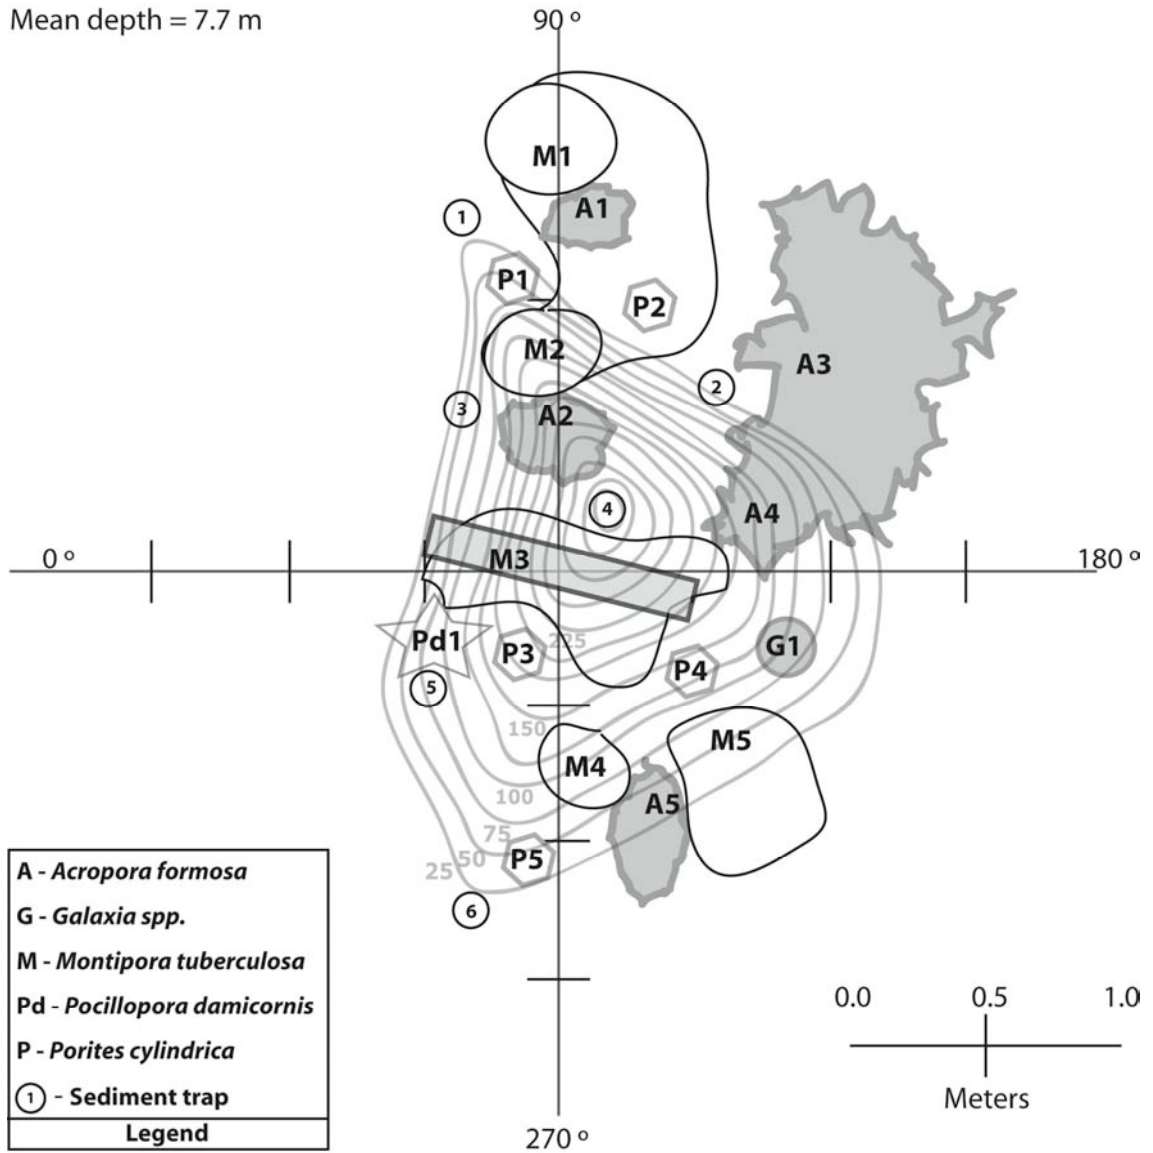 Mean depth = 7.7 m
90 º
M1
A1
1
P1
P2
M2
A3
2
3
A2
4
A4
0 º
M3
180 º
Pd1
P3
225
G1
P4
5
150
M5
M4
100
A5
75
50
P5
25
6
A - Acropora formosa
G - Galaxia spp.
M - Montipora tuberculosa
Pd - Pocillopora damicornis
P - Porites cylindrica
1 - Sediment trap
Legend
0.0 0.5 1.0
Meters
270 º